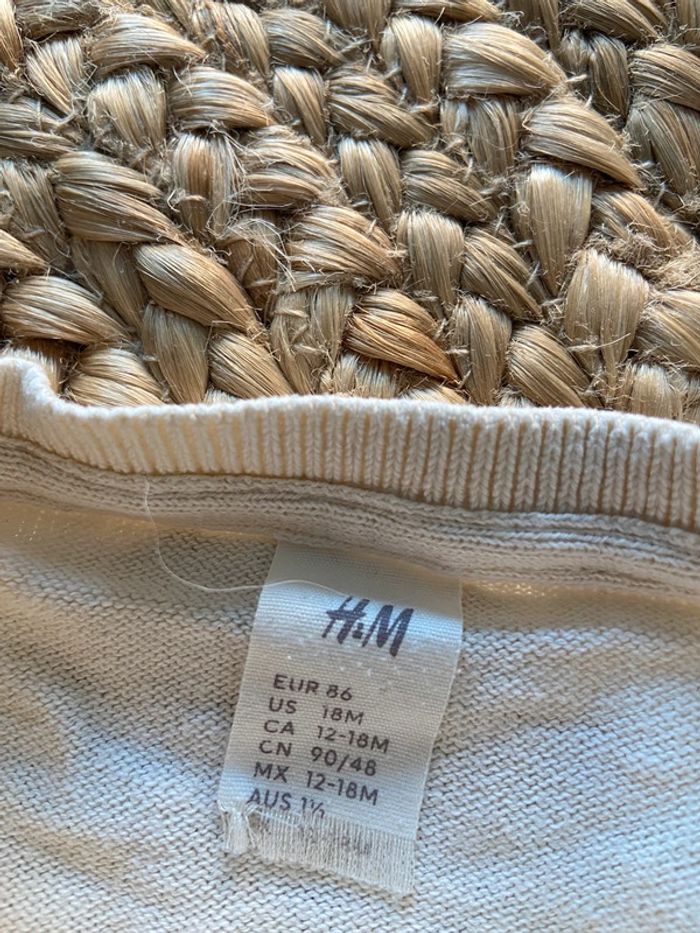 H&M
EUR 86
US 18M
CA 12-18M
CN 90/48
MX 12-18M
AUS 1½